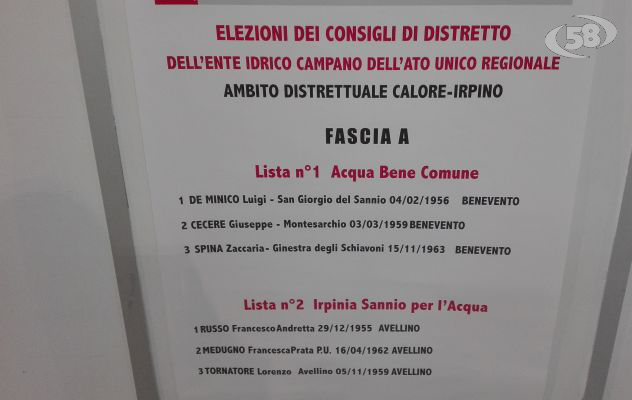 58
ELEZIONI DEI CONSIGLI DI DISTRETTO
DELL'ENTE IDRICO CAMPANO DELL'ATO UNICO REGIONALE
AMBITO DISTRETTUALE CALORE-IRPINO
FASCIA A
Lista n°1 Acqua Bene Comune
1 DE MINICO Luigi - San Giorgio del Sannio 04/02/1956 BENEVENTO
2 CECERE Giuseppe - Montesarchio 03/03/1959 BENEVENTO
3 SPINA Zaccaria- Ginestra degli Schiavoni 15/11/1963 BENEVENTO
Lista n°2 Irpinia Sannio per l'Acqua
1 RUSSO Francesco Andretta 29/12/1955 AVELLINO
2 MEDUGNO Francesca Prata P.U. 16/04/1962 AVELLINO
3 TORNATORE Lorenzo Avellino 05/11/1959 AVELLINO